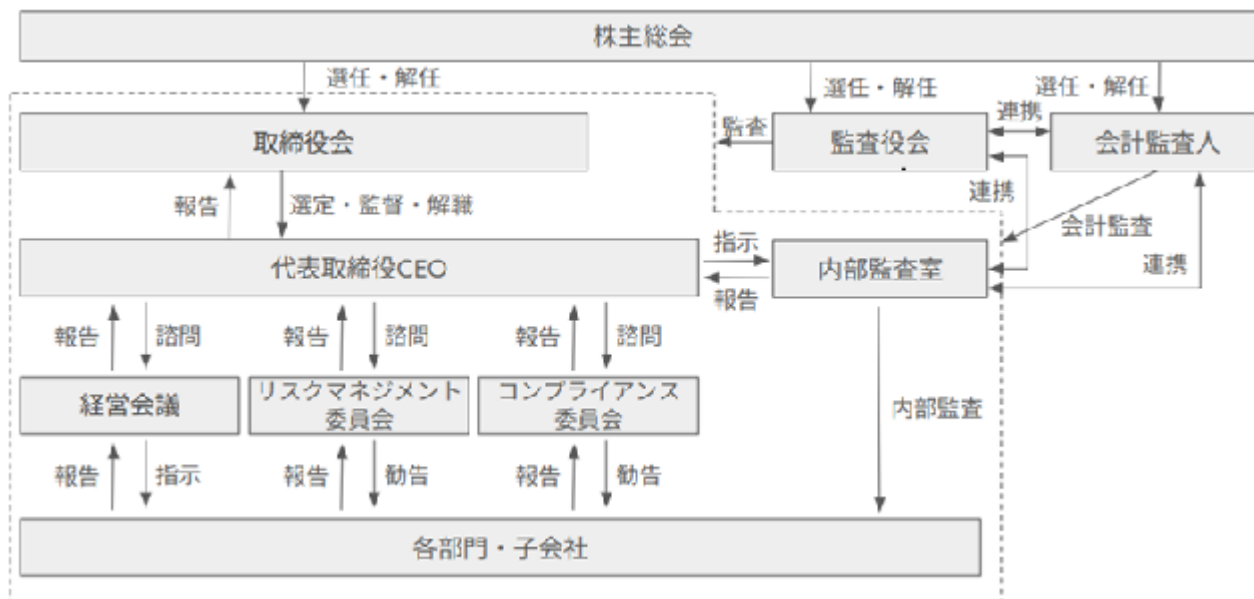 株主総会
選任・解任
選任・解任
選任・解任
取締役会
監査
監査役会
連携
会計監査人
報告
選定・監督・解職
連携
会計監査
代表取締役CEO
指示
報告
内部監査室
連携
報告
諮問
報告
諮問
報告
諮問
経営会議
リスクマネジメント
委員会
コンプライアンス
委員会
内部監査
報告
指示
報告
勧告
報告
勧告
各部門・子会社